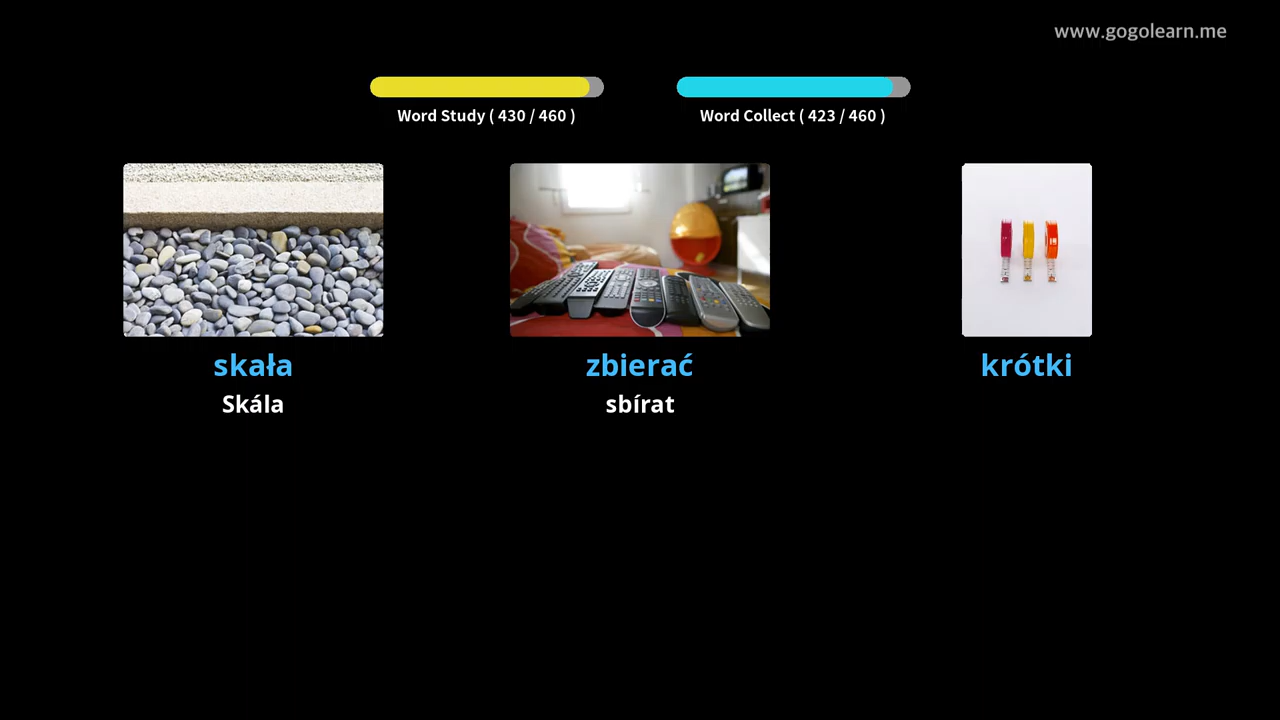 www.gogolearn.me
Word Study ( 430 / 460 )
Word Collect ( 423 / 460 )
skała
zbierać
krótki
Skála
sbírat